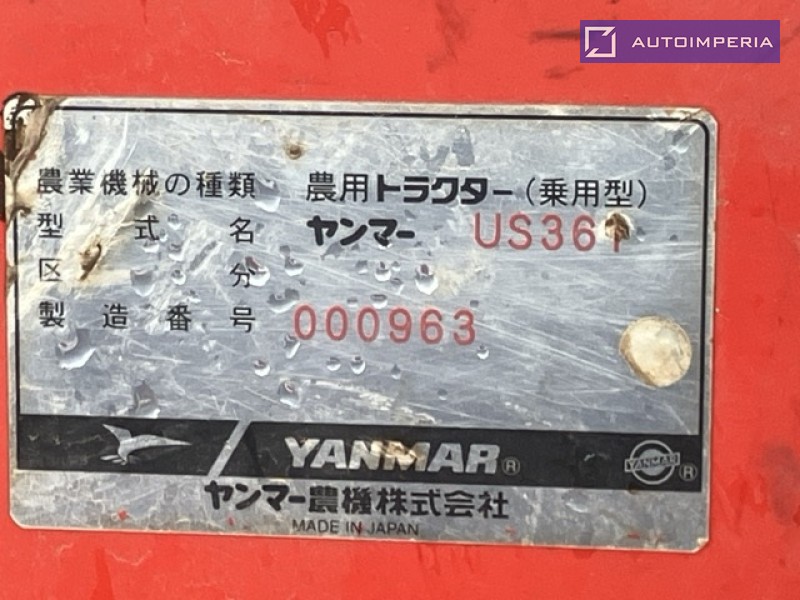 AUTOIMPERIA
農業機械の種類 農用トラクター(乗用型)
型式名 ヤンマー US361
区分
製造番号 000963
YANMAR®
YANMAR ®
ヤンマー農機株式会社
MADE IN JAPAN